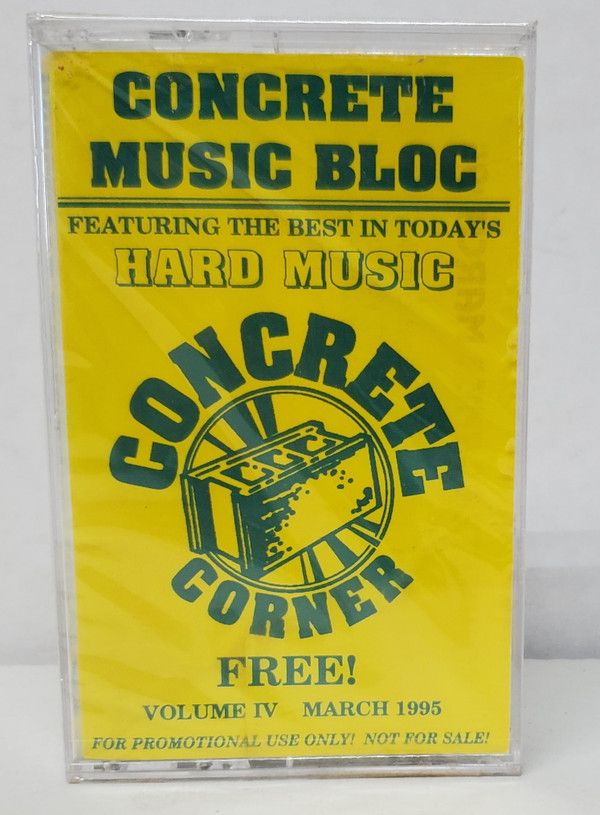 CONCRETE
MUSIC BLOC
FEATURING THE BEST IN TODAY'S
HARD MUSIC
CONCRETE
CCC
CORNER
FREE!
VOLUME IV MARCH 1995
FOR PROMOTIONAL USE ONLY! NOT FOR SALE!